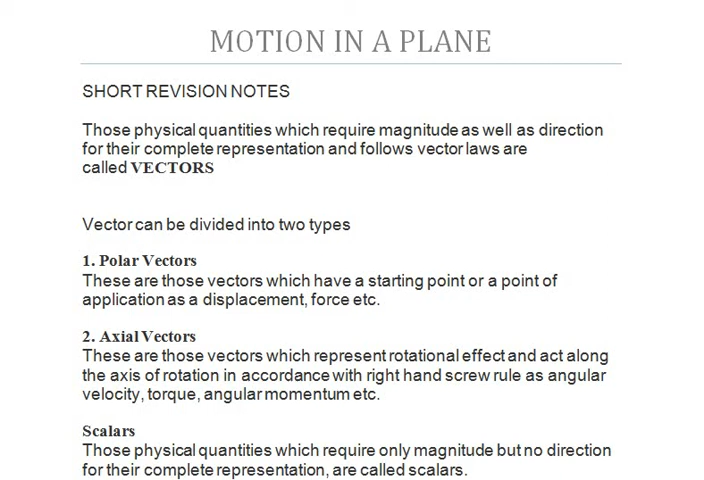 MOTION IN A PLANE
SHORT REVISION NOTES
Those physical quantities which require magnitude as well as direction
for their complete representation and follows vector laws are
called VECTORS
Vector can be divided into two types
1. Polar Vectors
These are those vectors which have a starting point or a point of
application as a displacement, force etc.
2. Axial Vectors
These are those vectors which represent rotational effect and act along
the axis of rotation in accordance with right hand screw rule as angular
velocity, torque, angular momentum etc.
Scalars
Those physical quantities which require only magnitude but no direction
for their complete representation, are called scalars.